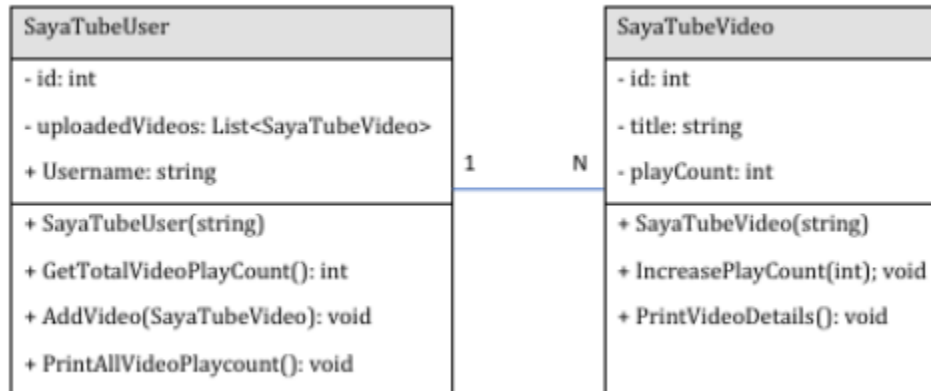 SayaTubeUser
- id: int
- uploadedVideos: List<SayaTubeVideo>
+ Username: string
+ SayaTubeUser(string)
+ GetTotalVideoPlayCount(): int
+ AddVideo(SayaTubeVideo): void
+ PrintAllVideoPlaycount(): void
1 N
SayaTubeVideo
- id: int
- title: string
- playCount: int
+ SayaTubeVideo(string)
+ IncreasePlayCount(int); void
+ PrintVideoDetails(): void